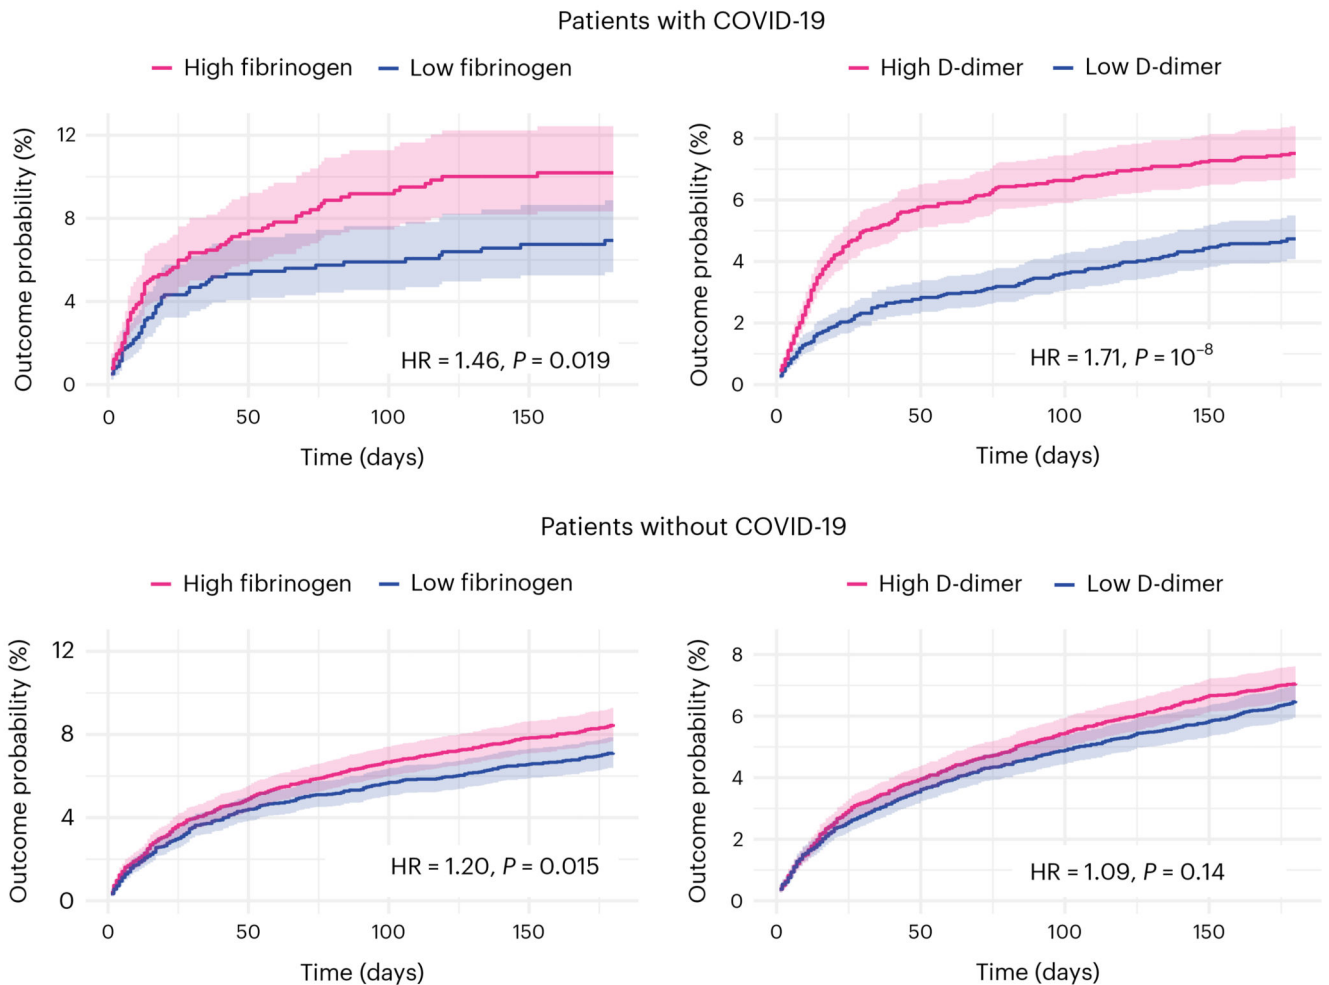 Patients with COVID-19
High fibrinogen Low fibrinogen
Outcome probability (%)
12
8
4
0
HR = 1.46, P = 0.019
0 50 100 150
Time (days)
High D-dimer Low D-dimer
Outcome probability (%)
8
6
4
2
0
HR = 1.71, P = 10⁻⁸
0 50 100 150
Time (days)
Patients without COVID-19
High fibrinogen Low fibrinogen
Outcome probability (%)
12
8
4
0
HR = 1.20, P = 0.015
0 50 100 150
Time (days)
High D-dimer Low D-dimer
Outcome probability (%)
8
6
4
2
0
HR = 1.09, P = 0.14
0 50 100 150
Time (days)